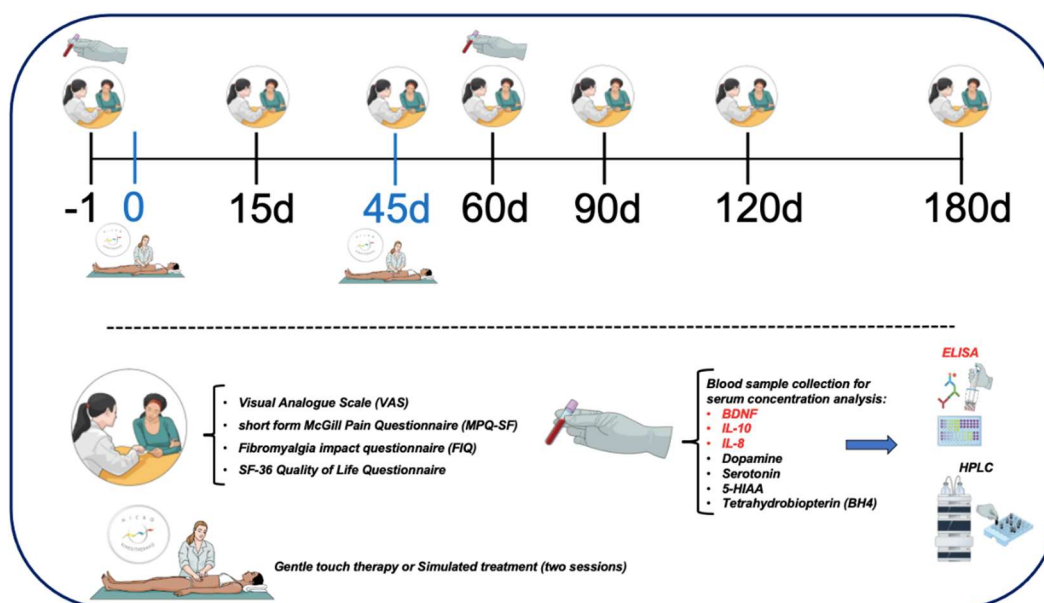 -1 0 15d 45d 60d 90d 120d 180d
Visual Analogue Scale (VAS)
short form McGill Pain Questionnaire (MPQ-SF)
Fibromyalgia impact questionnaire (FIQ)
SF-36 Quality of Life Questionnaire
Blood sample collection for
serum concentration analysis:
BDNF
IL-10
IL-8
Dopamine
Serotonin
5-HIAA
Tetrahydrobiopterin (BH4)
ELISA
HPLC
MICRO
Gentle touch therapy or Simulated treatment (two sessions)